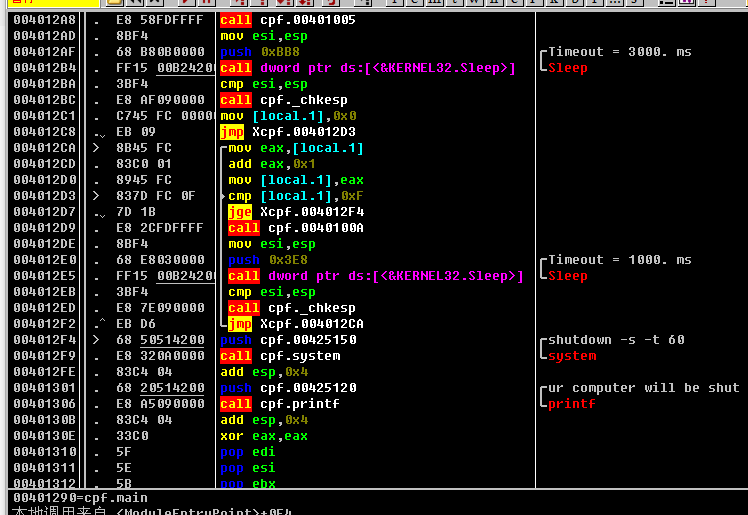 004012A8 . E8 58FDFFFF call cpf.00401005
004012AD . 8BF4 mov esi,esp
004012AF . 68 B80B0000 push 0xBB8 Timeout = 3000. ms
004012B4 . FF15 00B24200 call dword ptr ds:[<&KERNEL32.Sleep>] Sleep
004012BA . 3BF4 cmp esi,esp
004012BC . E8 AF090000 call cpf._chkesp
004012C1 . C745 FC 00000 mov [local.1],0x0
004012C8 . EB 09 jmp Xcpf.004012D3
004012CA > 8B45 FC mov eax,[local.1]
004012CD . 83C0 01 add eax,0x1
004012D0 . 8945 FC mov [local.1],eax
004012D3 > 837D FC 0F cmp [local.1],0xF
004012D7 . 7D 1B jge Xcpf.004012F4
004012D9 . E8 2CFDFFFF call cpf.0040100A
004012DE . 8BF4 mov esi,esp
004012E0 . 68 E8030000 push 0x3E8 Timeout = 1000. ms
004012E5 . FF15 00B24200 call dword ptr ds:[<&KERNEL32.Sleep>] Sleep
004012EB . 3BF4 cmp esi,esp
004012ED . E8 7E090000 call cpf._chkesp
004012F2 .^ EB D6 jmp Xcpf.004012CA
004012F4 > 68 50514200 push cpf.00425150 shutdown -s -t 60
004012F9 . E8 320A0000 call cpf.system system
004012FE . 83C4 04 add esp,0x4
00401301 . 68 20514200 push cpf.00425120 ur computer will be shut
00401306 . E8 A5090000 call cpf.printf printf
0040130B . 83C4 04 add esp,0x4
0040130E . 33C0 xor eax,eax
00401310 . 5F pop edi
00401311 . 5E pop esi
00401312 . 5B pop ebx
00401290=cpf.main
本地调用来自 <ModuleEntryPoint>+0E4